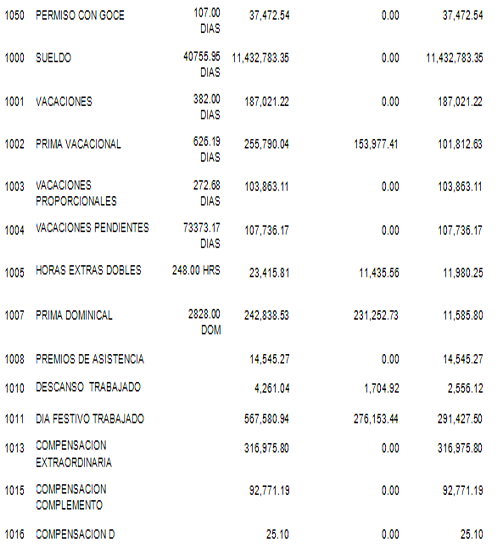 1050 PERMISO CON GOCE 107.00 37,472.54 0.00 37,472.54
DIAS
1000 SUELDO 40755.95 11,432,783.35 0.00 11,432,783.35
DIAS
1001 VACACIONES 382.00 187,021.22 0.00 187,021.22
DIAS
1002 PRIMA VACACIONAL 626.19 255,790.04 153,977.41 101,812.63
DIAS
1003 VACACIONES 272.68 103,863.11 0.00 103,863.11
PROPORCIONALES DIAS
1004 VACACIONES PENDIENTES 73373.17 107,736.17 0.00 107,736.17
DIAS
1005 HORAS EXTRAS DOBLES 248.00 HRS 23,415.81 11,435.56 11,980.25
1007 PRIMA DOMINICAL 2828.00 242,838.53 231,252.73 11,585.80
DOM
1008 PREMIOS DE ASISTENCIA 14,545.27 0.00 14,545.27
1010 DESCANSO TRABAJADO 4,261.04 1,704.92 2,556.12
1011 DIA FESTIVO TRABAJADO 567,580.94 276,153.44 291,427.50
1013 COMPENSACION 316,975.80 0.00 316,975.80
EXTRAORDINARIA
1015 COMPENSACION 92,771.19 0.00 92,771.19
COMPLEMENTO
1016 COMPENSACION D 25.10 0.00 25.10